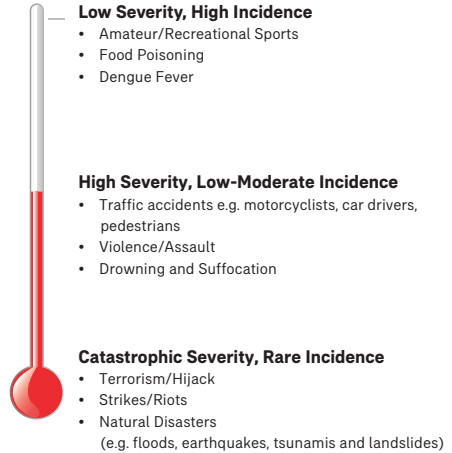 Low Severity, High Incidence
• Amateur/Recreational Sports
• Food Poisoning
• Dengue Fever
High Severity, Low-Moderate Incidence
• Traffic accidents e.g. motorcyclists, car drivers,
pedestrians
• Violence/Assault
• Drowning and Suffocation
Catastrophic Severity, Rare Incidence
• Terrorism/Hijack
• Strikes/Riots
• Natural Disasters
(e.g. floods, earthquakes, tsunamis and landslides)